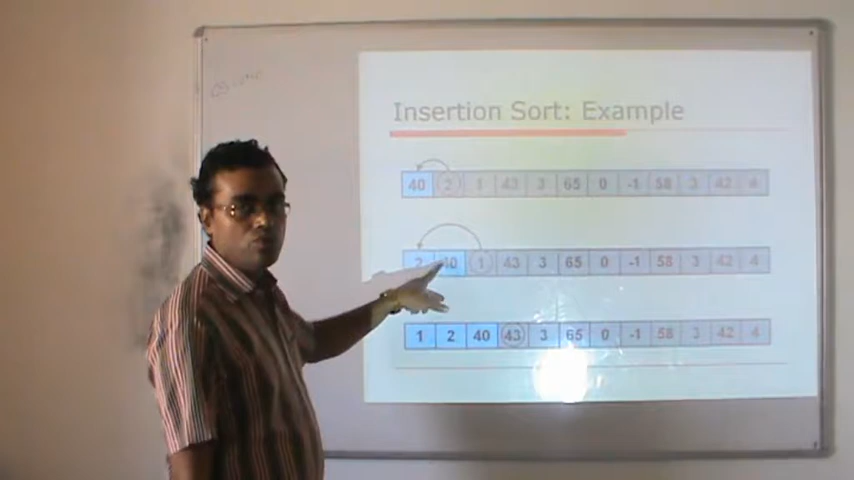 Insertion Sort: Example
40 2 1 43 3 65 0 -1 58 3 42 4
2 40 1 43 3 65 0 -1 58 3 42 4
1 2 40 43 3 65 0 -1 58 3 42 4